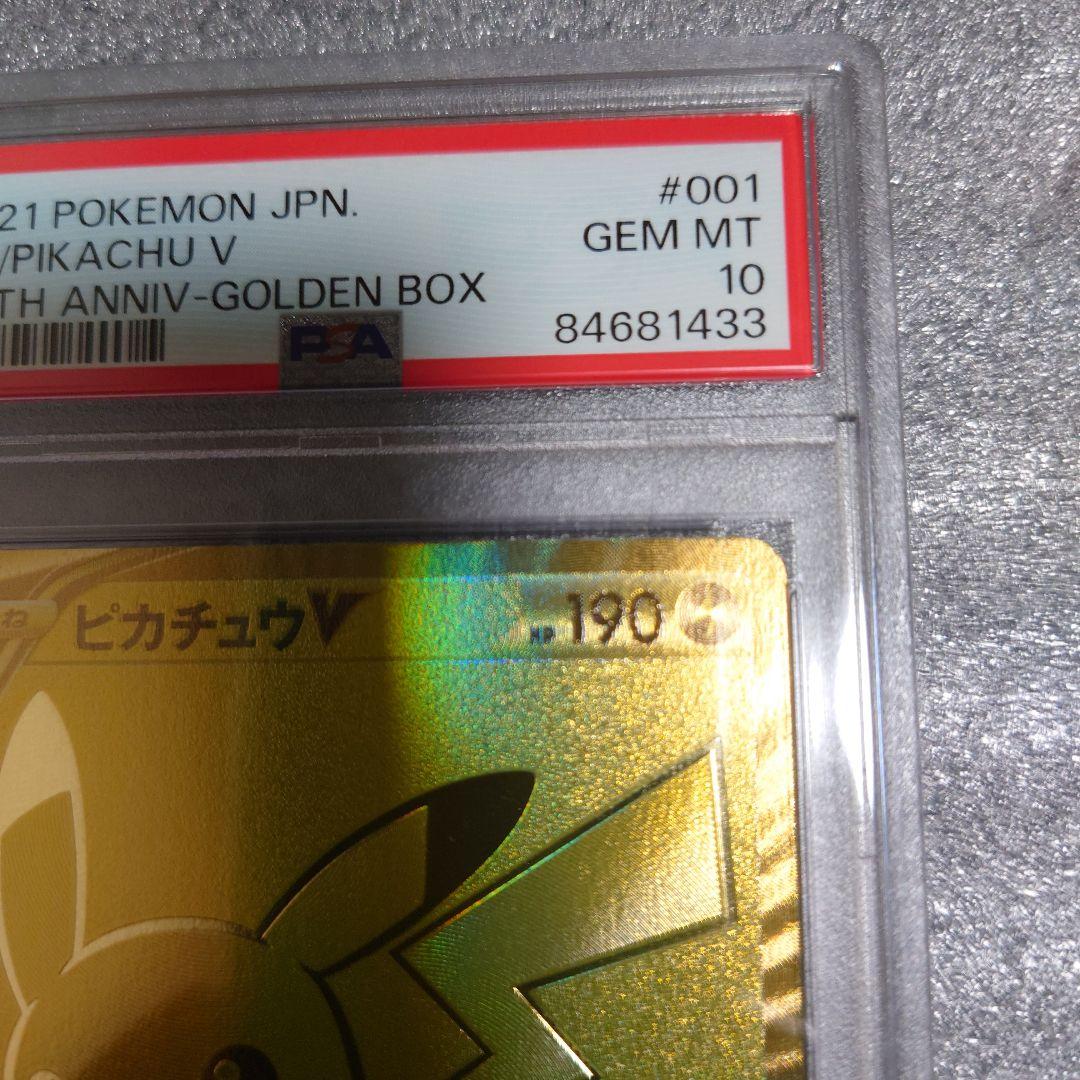 21 POKEMON JPN.
#001
/PIKACHU V
GEM MT
TH ANNIV-GOLDEN BOX
10
84681433
PSA
ね
ピカチュウV
HP 190